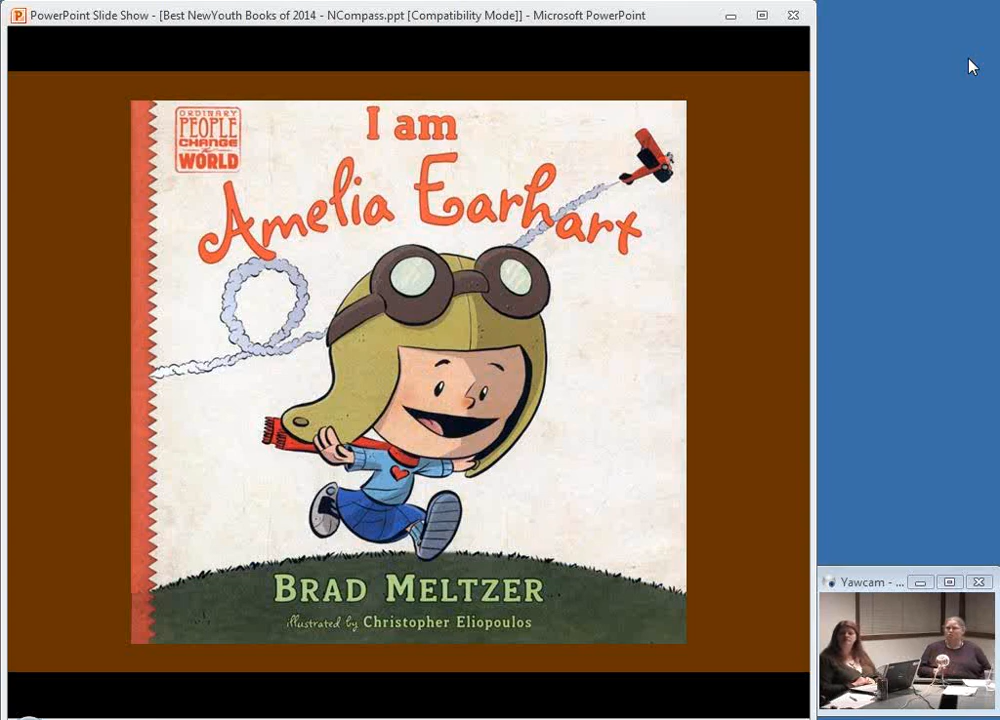 PowerPoint Slide Show - [Best NewYouth Books of 2014 - NCompass.ppt [Compatibility Mode]] - Microsoft PowerPoint
ORDINARY
PEOPLE
CHANGE
the
WORLD
I am
Amelia Earhart
BRAD MELTZER
illustrated by Christopher Eliopoulos
Yawcam - ...